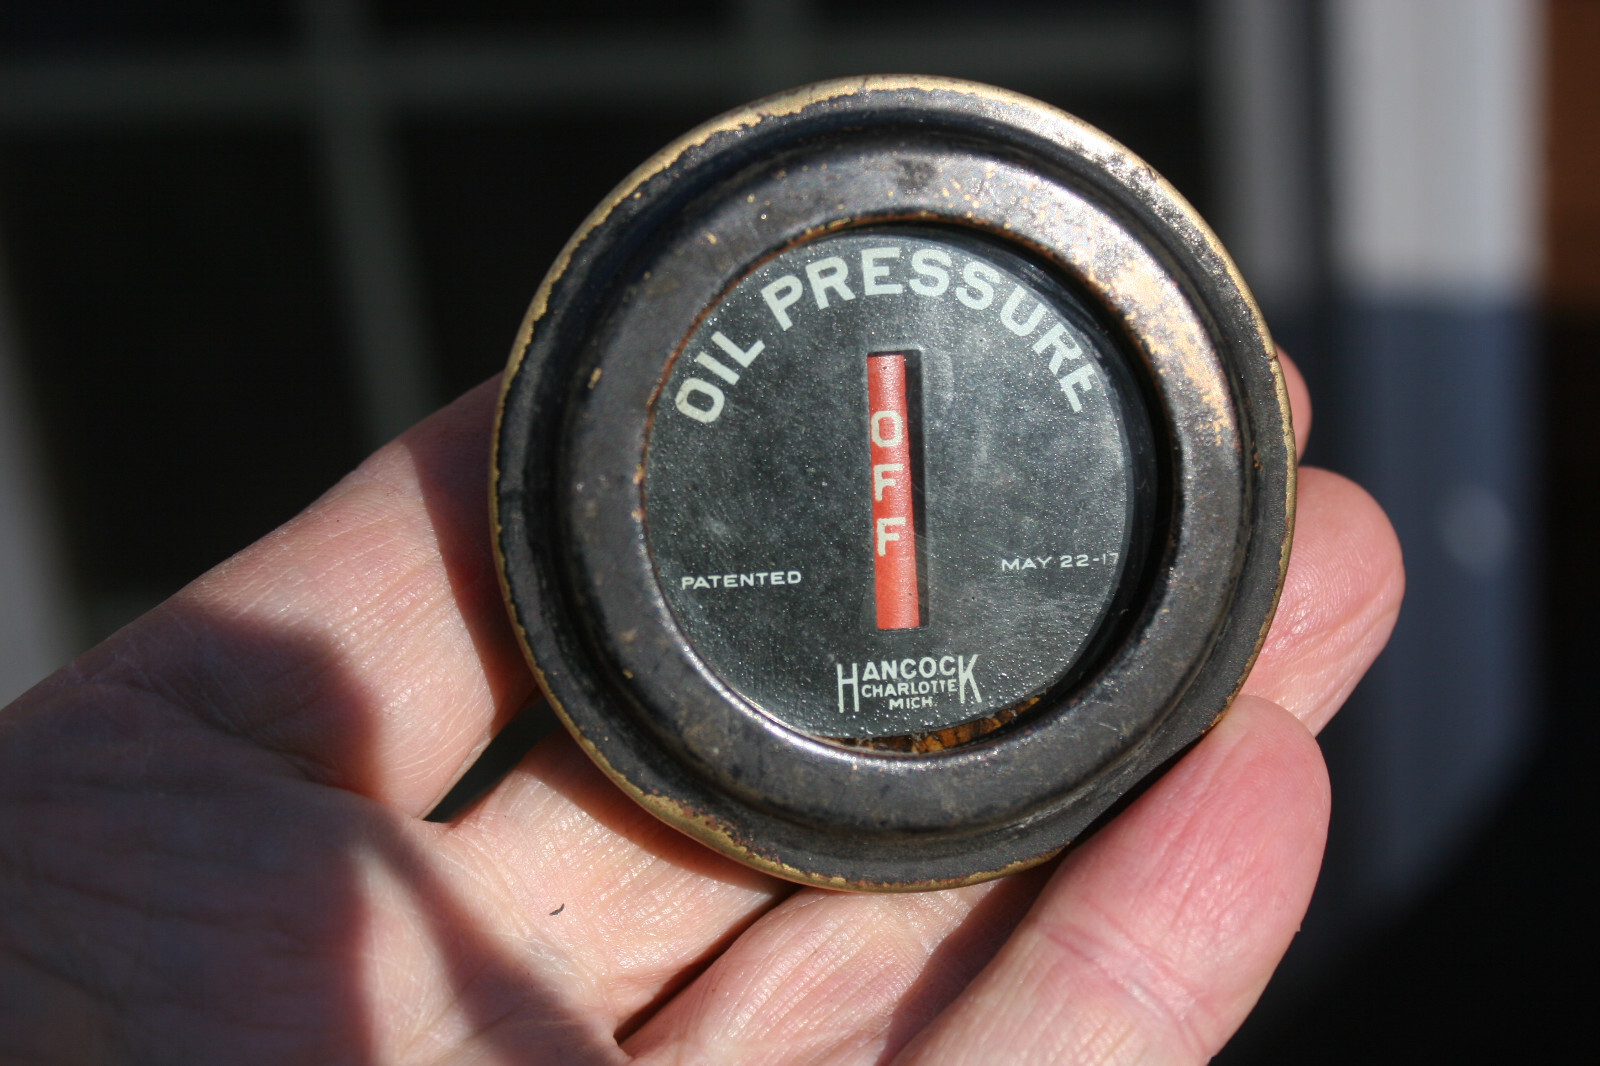 OIL PRESSURE
OFF
PATENTED MAY 22-17
HANCOCK
CHARLOTTE
MICH.